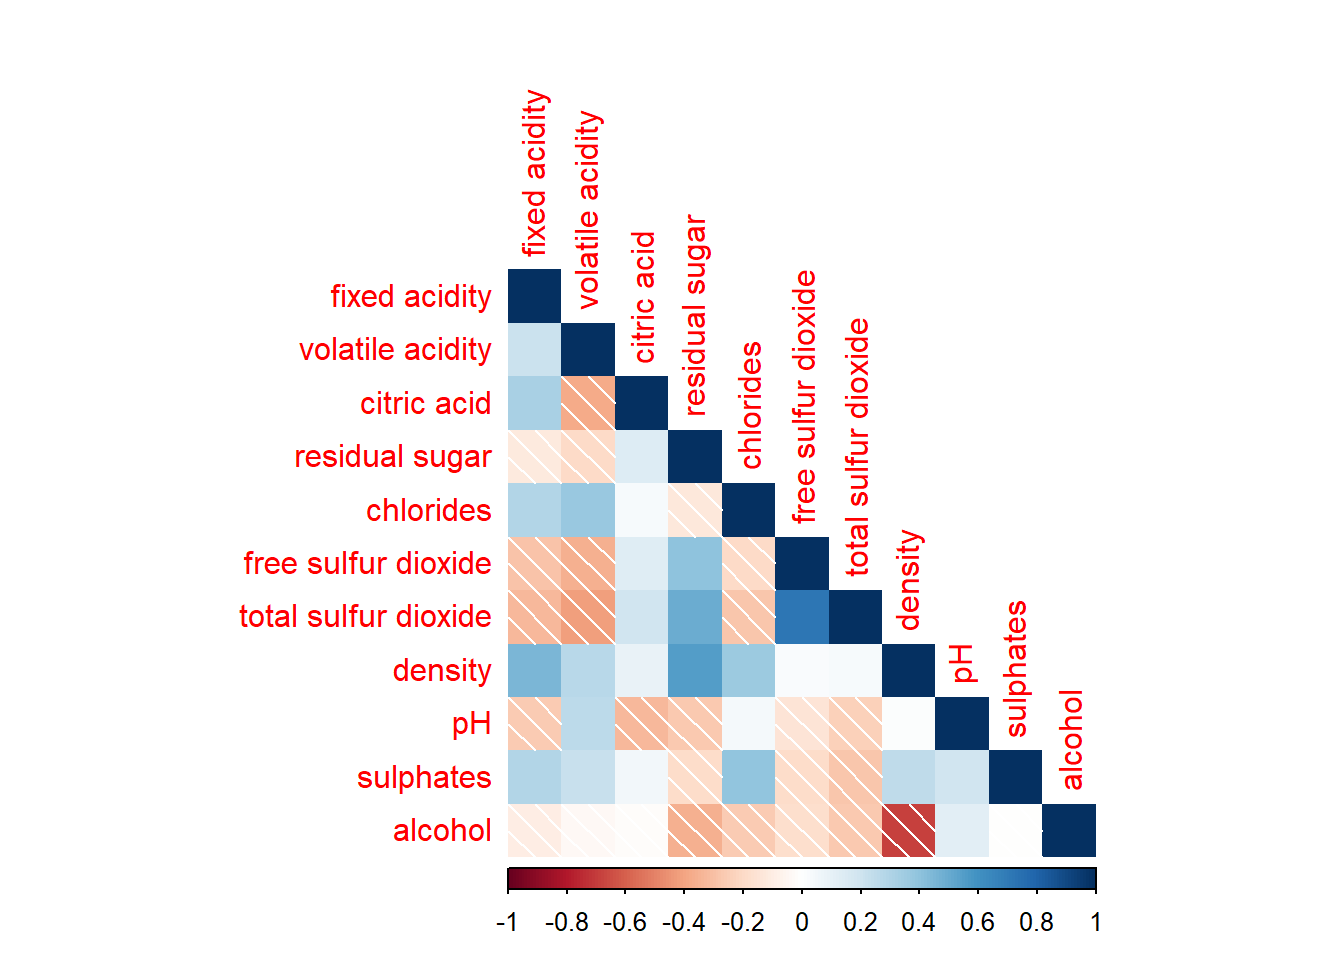 fixed acidity
volatile acidity
citric acid
residual sugar
chlorides
free sulfur dioxide
total sulfur dioxide
density
pH
sulphates
alcohol
fixed acidity
volatile acidity
citric acid
residual sugar
chlorides
free sulfur dioxide
total sulfur dioxide
density
pH
sulphates
alcohol
-1 -0.8 -0.6 -0.4 -0.2 0 0.2 0.4 0.6 0.8 1